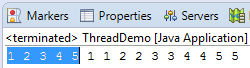 Markers Properties Servers
<terminated> ThreadDemo [Java Application]
1 2 3 4 5 1 1 2 2 3 3 4 4 5 5